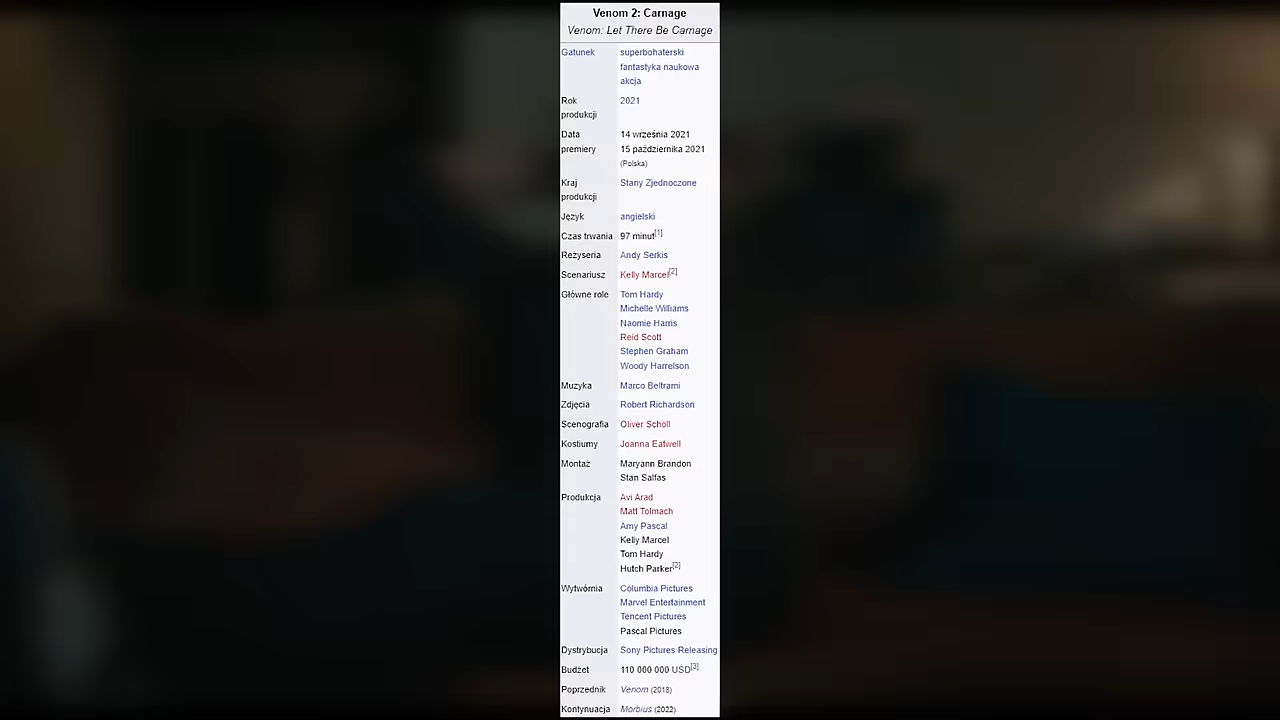 Venom 2: Carnage
Venom: Let There Be Carnage
Gatunek superbohaterski
fantastyka naukowa
akcja
Rok produkcji 2021
Data premiery 14 września 2021
15 października 2021
(Polska)
Kraj produkcji Stany Zjednoczone
Język angielski
Czas trwania 97 minut[1]
Reżyseria Andy Serkis
Scenariusz Kelly Marcel[2]
Główne role Tom Hardy
Michelle Williams
Naomie Harris
Reid Scott
Stephen Graham
Woody Harrelson
Muzyka Marco Beltrami
Zdjęcia Robert Richardson
Scenografia Oliver Scholl
Kostiumy Joanna Eatwell
Montaż Maryann Brandon
Stan Salfas
Produkcja Avi Arad
Matt Tolmach
Amy Pascal
Kelly Marcel
Tom Hardy
Hutch Parker[2]
Wytwórnia Columbia Pictures
Marvel Entertainment
Tencent Pictures
Pascal Pictures
Dystrybucja Sony Pictures Releasing
Budżet 110 000 000 USD[3]
Poprzednik Venom (2018)
Kontynuacja Morbius (2022)